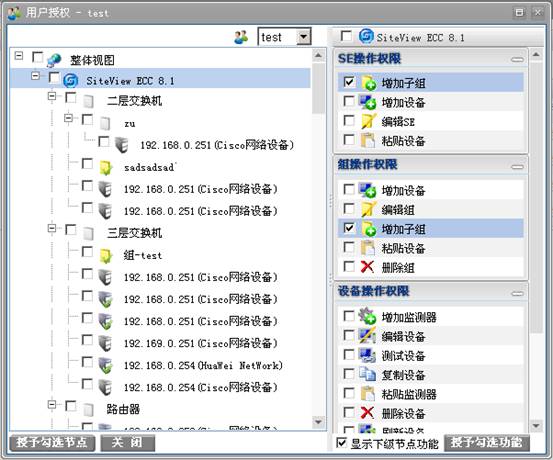 用户授权 - test
test
整体视图
SiteView ECC 8.1
二层交换机
zu
192.168.0.251(Cisco网络设备)
sadsadsad`
192.168.0.251(Cisco网络设备)
192.168.0.251(Cisco网络设备)
三层交换机
组-test
192.168.0.251(Cisco网络设备)
192.168.0.251(Cisco网络设备)
192.168.0.251(Cisco网络设备)
192.169.0.251(Cisco网络设备)
192.168.0.254(HuaWei NetWork)
192.168.0.254(Cisco网络设备)
路由器
授予勾选节点
关 闭
SiteView ECC 8.1
SE操作权限
增加子组
增加设备
编辑SE
粘贴设备
组操作权限
增加设备
编辑组
增加子组
粘贴设备
删除组
设备操作权限
增加监测器
编辑设备
测试设备
复制设备
粘贴监测器
删除设备
刷新设备
显示下级节点功能
授予勾选功能